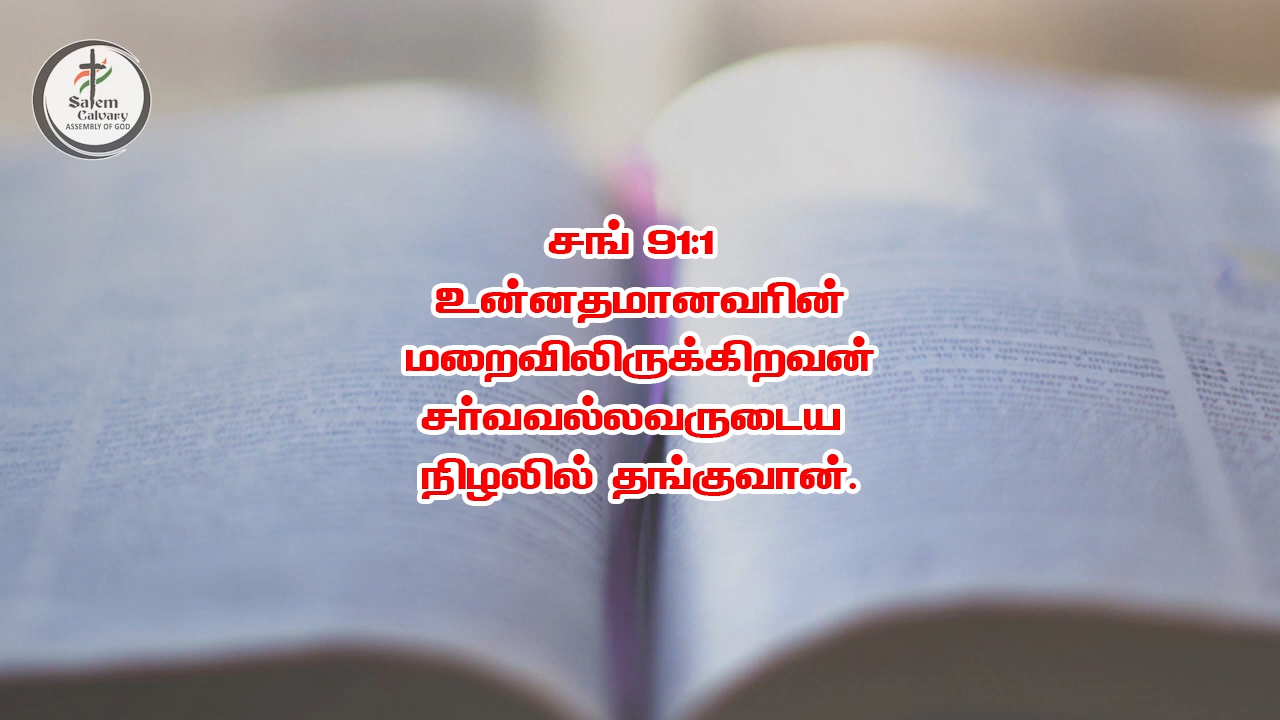 Salem
Calvary
ASSEMBLY OF GOD
சங் 91:1
உன்னதமானவரின்
மறைவிலிருக்கிறவன்
சர்வவல்லவருடைய
நிழலில் தங்குவான்.